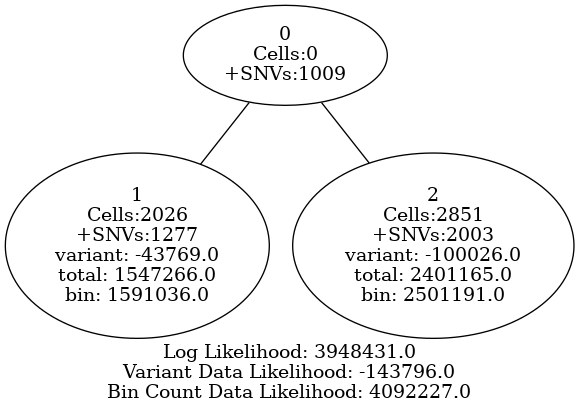 0
Cells:0
+SNVs:1009
1
Cells:2026
+SNVs:1277
variant: -43769.0
total: 1547266.0
bin: 1591036.0
2
Cells:2851
+SNVs:2003
variant: -100026.0
total: 2401165.0
bin: 2501191.0
Log Likelihood: 3948431.0
Variant Data Likelihood: -143796.0
Bin Count Data Likelihood: 4092227.0